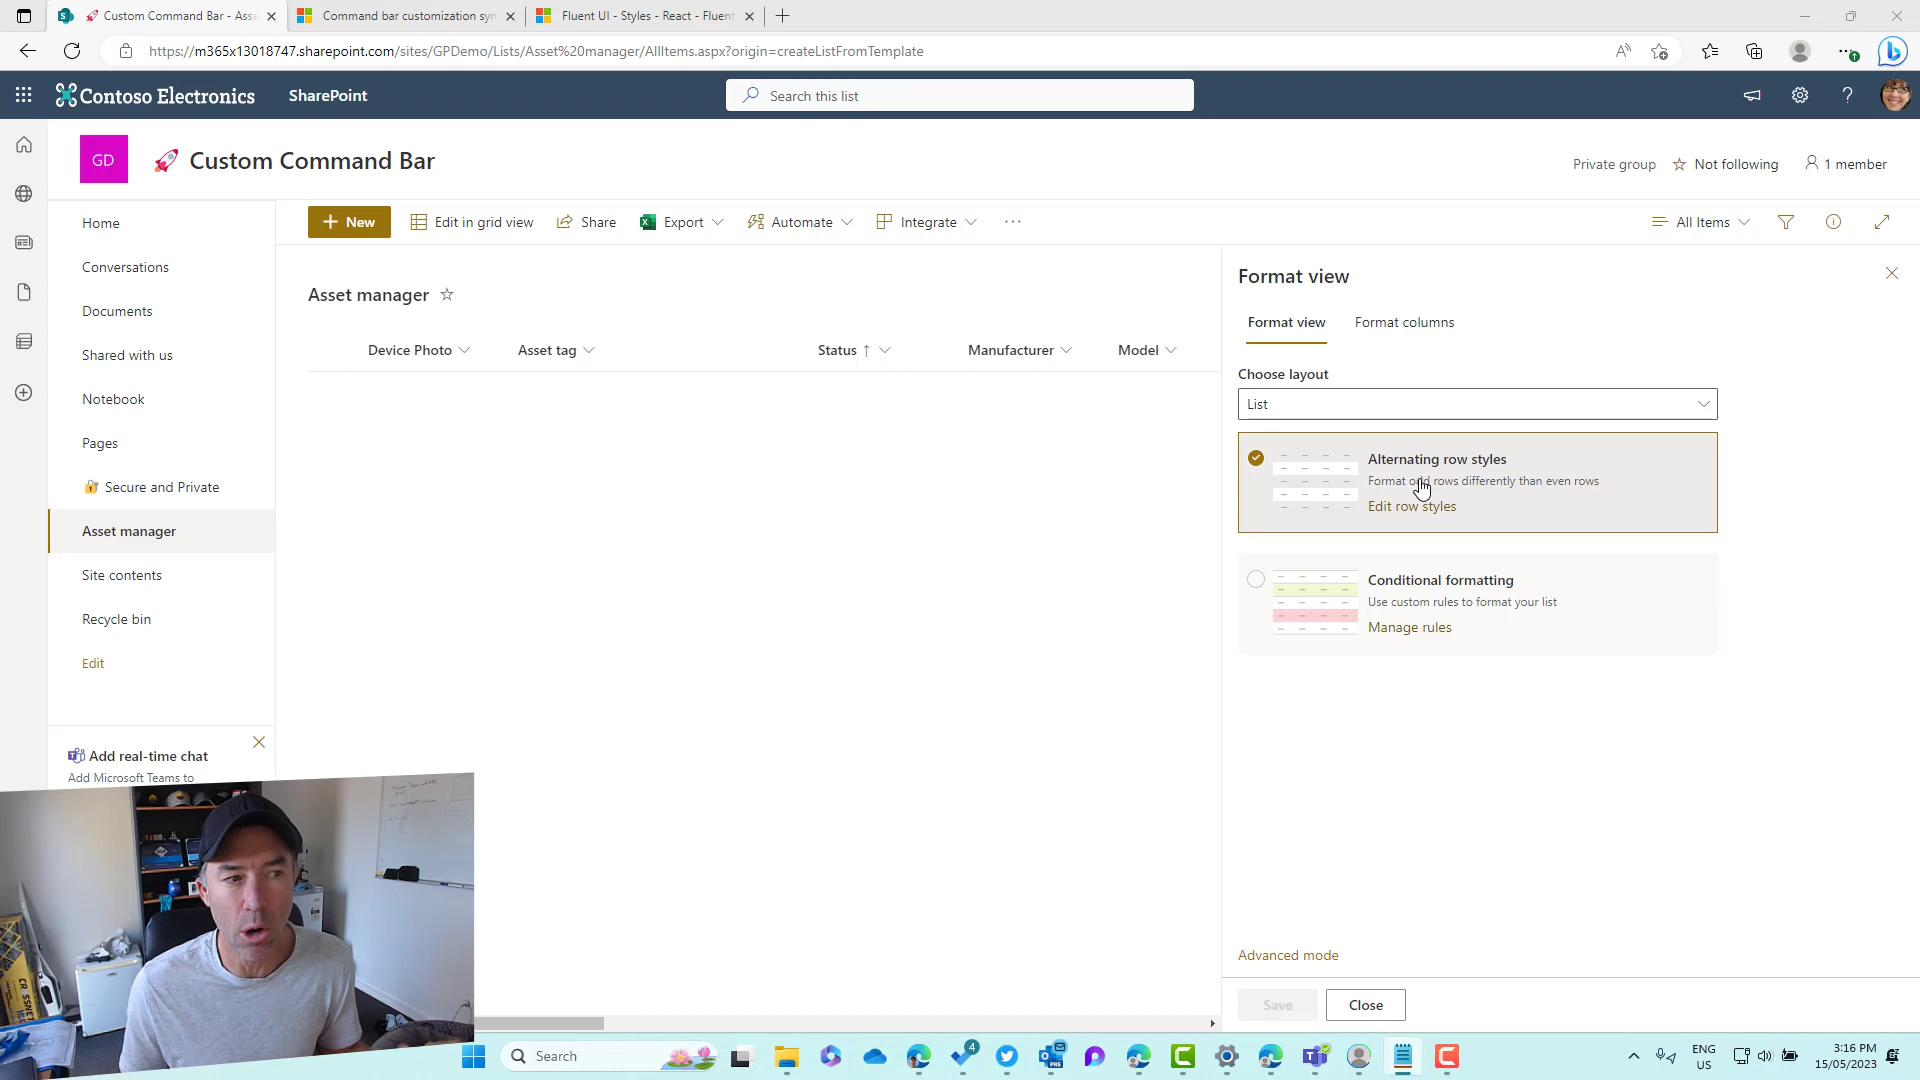 Custom Command Bar - Asse
Command bar customization syn
Fluent UI - Styles - React - Fluent
https://m365x13018747.sharepoint.com/sites/GPDemo/Lists/Asset%20manager/AllItems.aspx?origin=createListFromTemplate
Contoso Electronics
SharePoint
Search this list
GD
Custom Command Bar
Private group
Not following
1 member
Home
Conversations
Documents
Shared with us
Notebook
Pages
Secure and Private
Asset manager
Site contents
Recycle bin
Edit
Add real-time chat
Add Microsoft Teams to
New
Edit in grid view
Share
Export
Automate
Integrate
All Items
Asset manager
Device Photo
Asset tag
Status
Manufacturer
Model
Format view
Format view
Format columns
Choose layout
List
Alternating row styles
Format odd rows differently than even rows
Edit row styles
Conditional formatting
Use custom rules to format your list
Manage rules
Advanced mode
Save
Close
Search
4
PRE
ENG
US
3:16 PM
15/05/2023